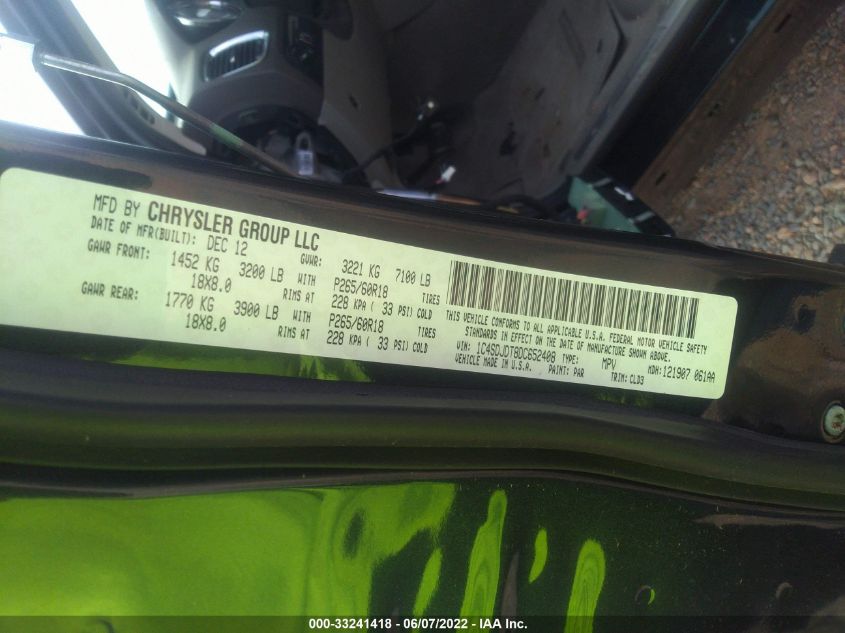 MFD BY CHRYSLER GROUP LLC
DATE OF MFR(BUILT): DEC 12 GVWR: 3221 KG 7100 LB
GAWR FRONT: 1452 KG 3200 LB WITH P265/60R18 TIRES
18X8.0 RIMS AT 228 KPA ( 33 PSI) COLD
GAWR REAR: 1770 KG 3900 LB WITH P265/60R18 TIRES
18X8.0 RIMS AT 228 KPA ( 33 PSI) COLD
THIS VEHICLE CONFORMS TO ALL APPLICABLE U.S.A. FEDERAL MOTOR VEHICLE SAFETY
STANDARDS IN EFFECT ON THE DATE OF MANUFACTURE SHOWN ABOVE.
VIN: 1C4SDJDT8DC652408 TYPE: MPV MDH:121907 061AA
VEHICLE MADE IN U.S.A. PAINT: PAR TRIM: CLD3
000-33241418 - 06/07/2022 - IAA Inc.